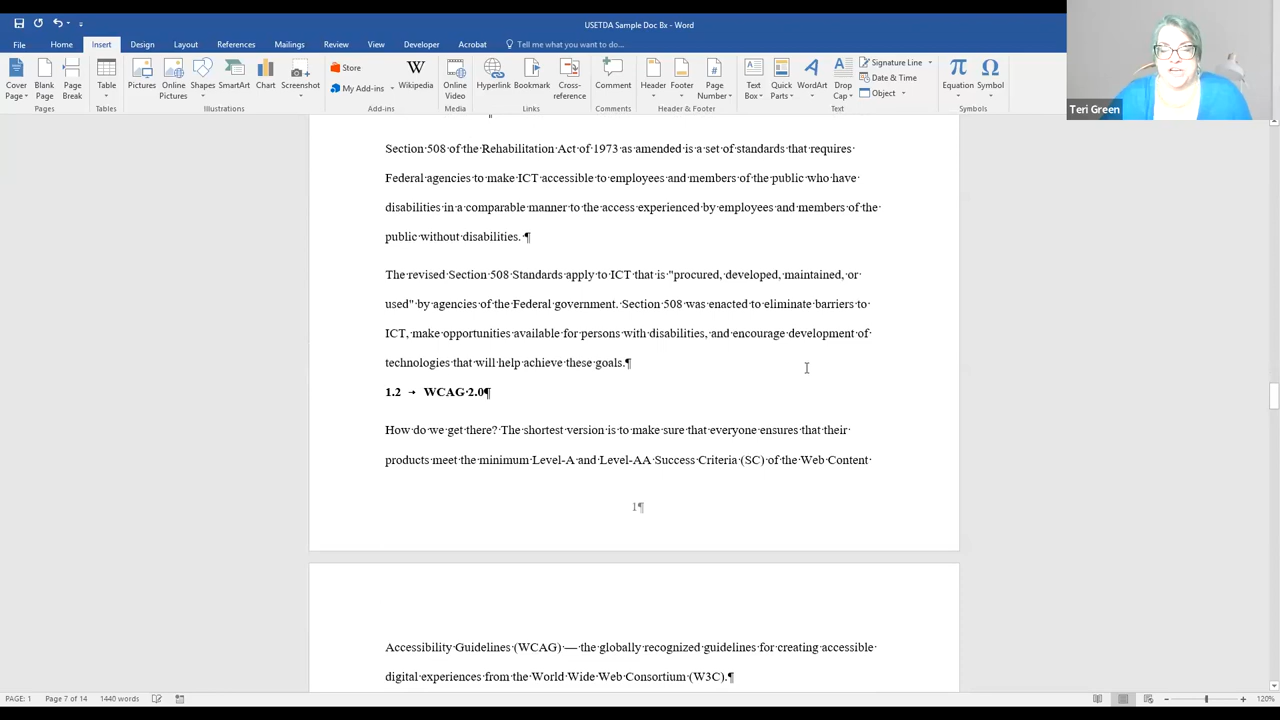 USETDA Sample Doc Bx - Word
File Home Insert Design Layout References Mailings Review View Developer Acrobat Tell me what you want to do...
Cover Page
Blank Page
Page Break
Pages
Table
Tables
Pictures
Online Pictures
Shapes
SmartArt
Chart
Screenshot
Illustrations
Store
My Add-ins
Wikipedia
Add-ins
Online Video
Media
Hyperlink
Bookmark
Cross-reference
Links
Comment
Comments
Header
Footer
Page Number
Header & Footer
Text Box
Quick Parts
WordArt
Drop Cap
Signature Line
Date & Time
Object
Text
Equation
Symbol
Symbols
Teri Green
Section 508 of the Rehabilitation Act of 1973 as amended is a set of standards that requires
Federal agencies to make ICT accessible to employees and members of the public who have
disabilities in a comparable manner to the access experienced by employees and members of the
public without disabilities. ¶
The revised Section 508 Standards apply to ICT that is "procured, developed, maintained, or
used" by agencies of the Federal government. Section 508 was enacted to eliminate barriers to
ICT, make opportunities available for persons with disabilities, and encourage development of
technologies that will help achieve these goals.¶
1.2 → WCAG 2.0¶
How do we get there? The shortest version is to make sure that everyone ensures that their
products meet the minimum Level-A and Level-AA Success Criteria (SC) of the Web Content
1¶
Accessibility Guidelines (WCAG) — the globally recognized guidelines for creating accessible
digital experiences from the World Wide Web Consortium (W3C).¶
PAGE: 1 Page 7 of 14 1440 words
120%